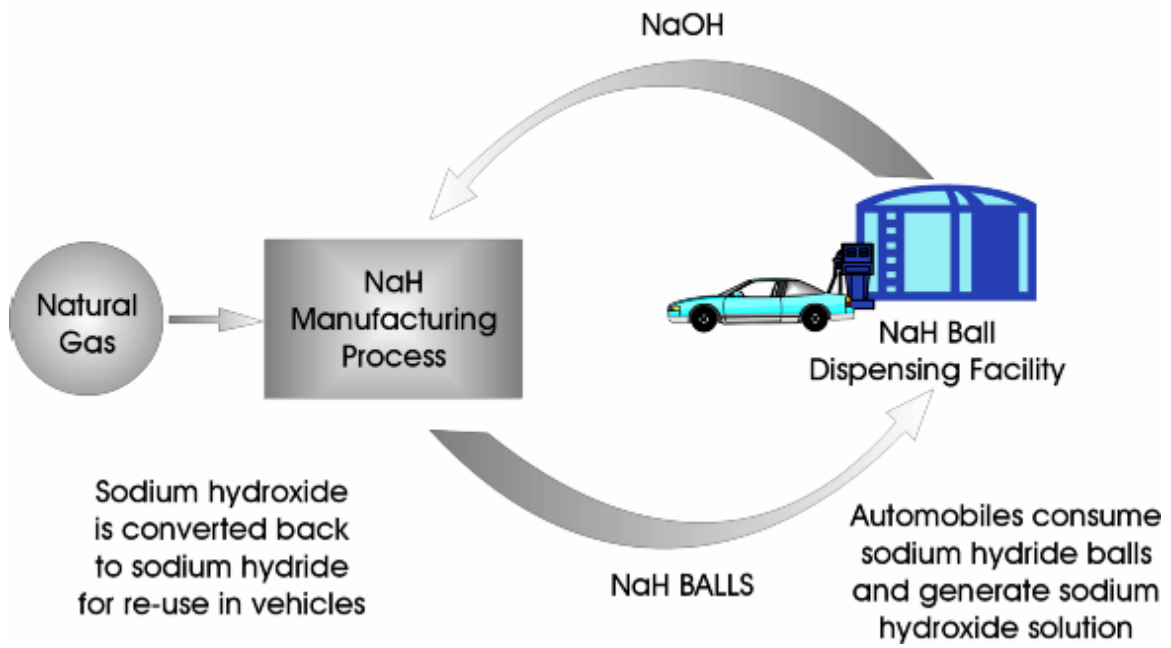 NaOH
Natural
Gas
NaH
Manufacturing
Process
NaH Ball
Dispensing Facility
Sodium hydroxide
is converted back
to sodium hydride
for re-use in vehicles
NaH BALLS
Automobiles consume
sodium hydride balls
and generate sodium
hydroxide solution